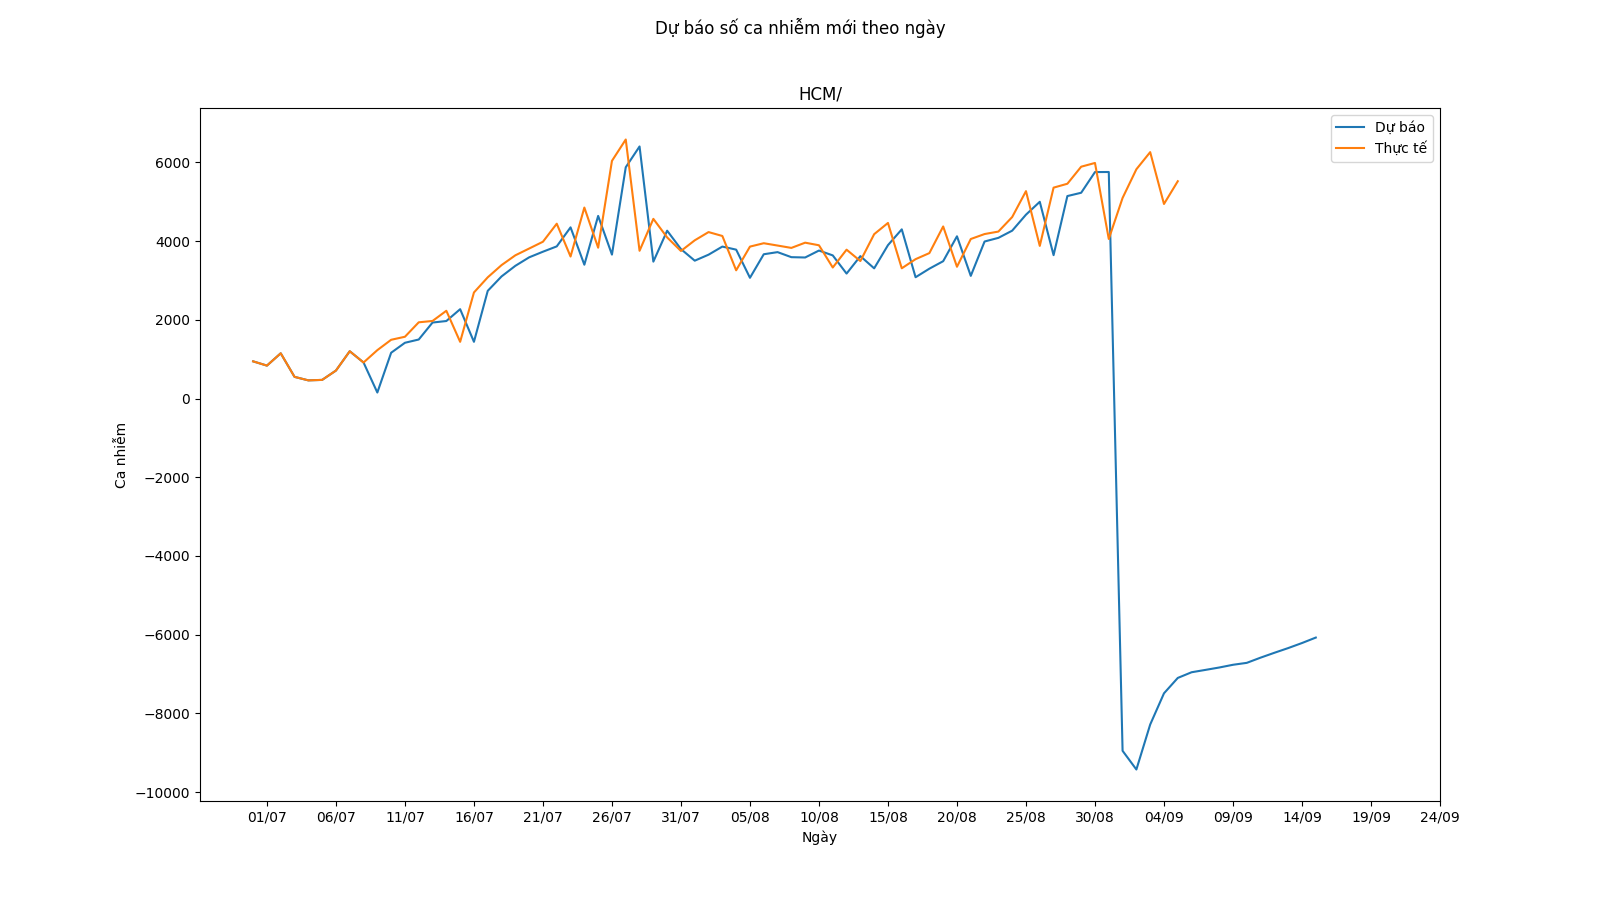 Dự báo số ca nhiễm mới theo ngày
HCM/
Dự báo
Thực tế
6000
4000
2000
0
−2000
−4000
−6000
−8000
−10000
Ca nhiễm
01/07 06/07 11/07 16/07 21/07 26/07 31/07 05/08 10/08 15/08 20/08 25/08 30/08 04/09 09/09 14/09 19/09 24/09
Ngày